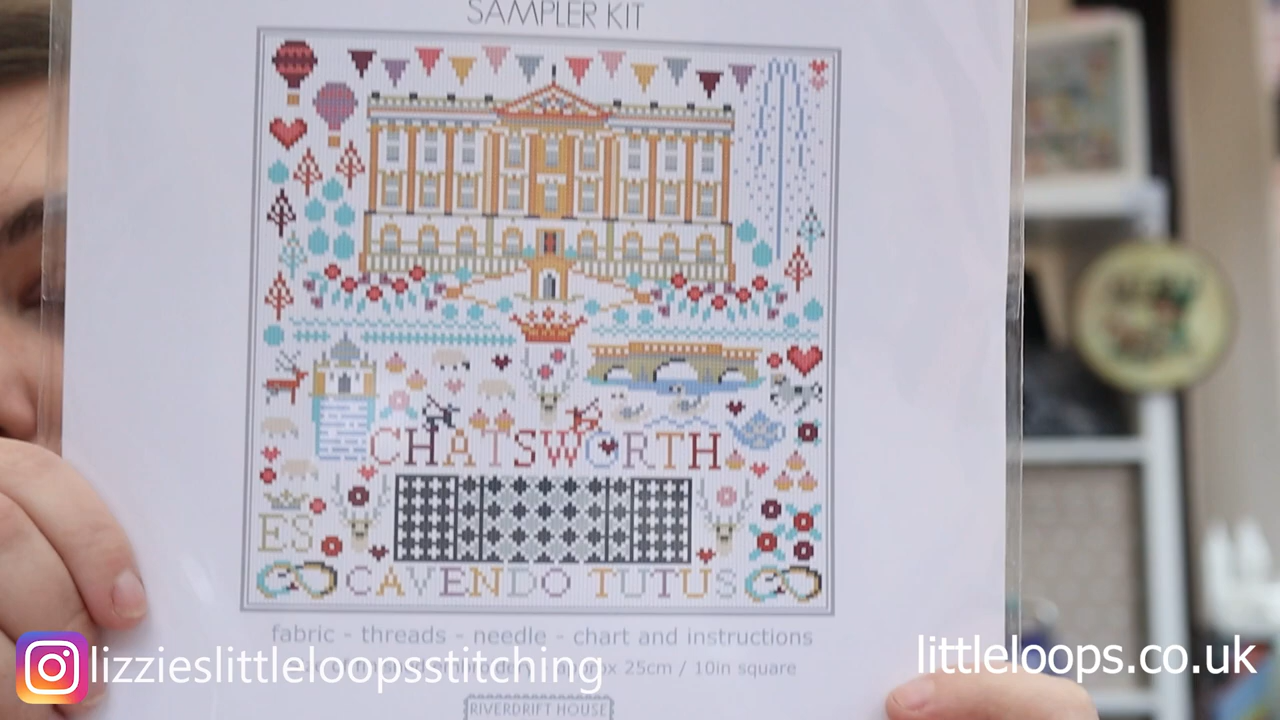 SAMPLER KIT
CHATSWORTH
ES
CAVENDO TUTUS
fabric - threads - needle - chart and instructions
approx 25cm / 10in square
RIVERDRIFT HOUSE
lizzieslittleloopsstitching
littleloops.co.uk